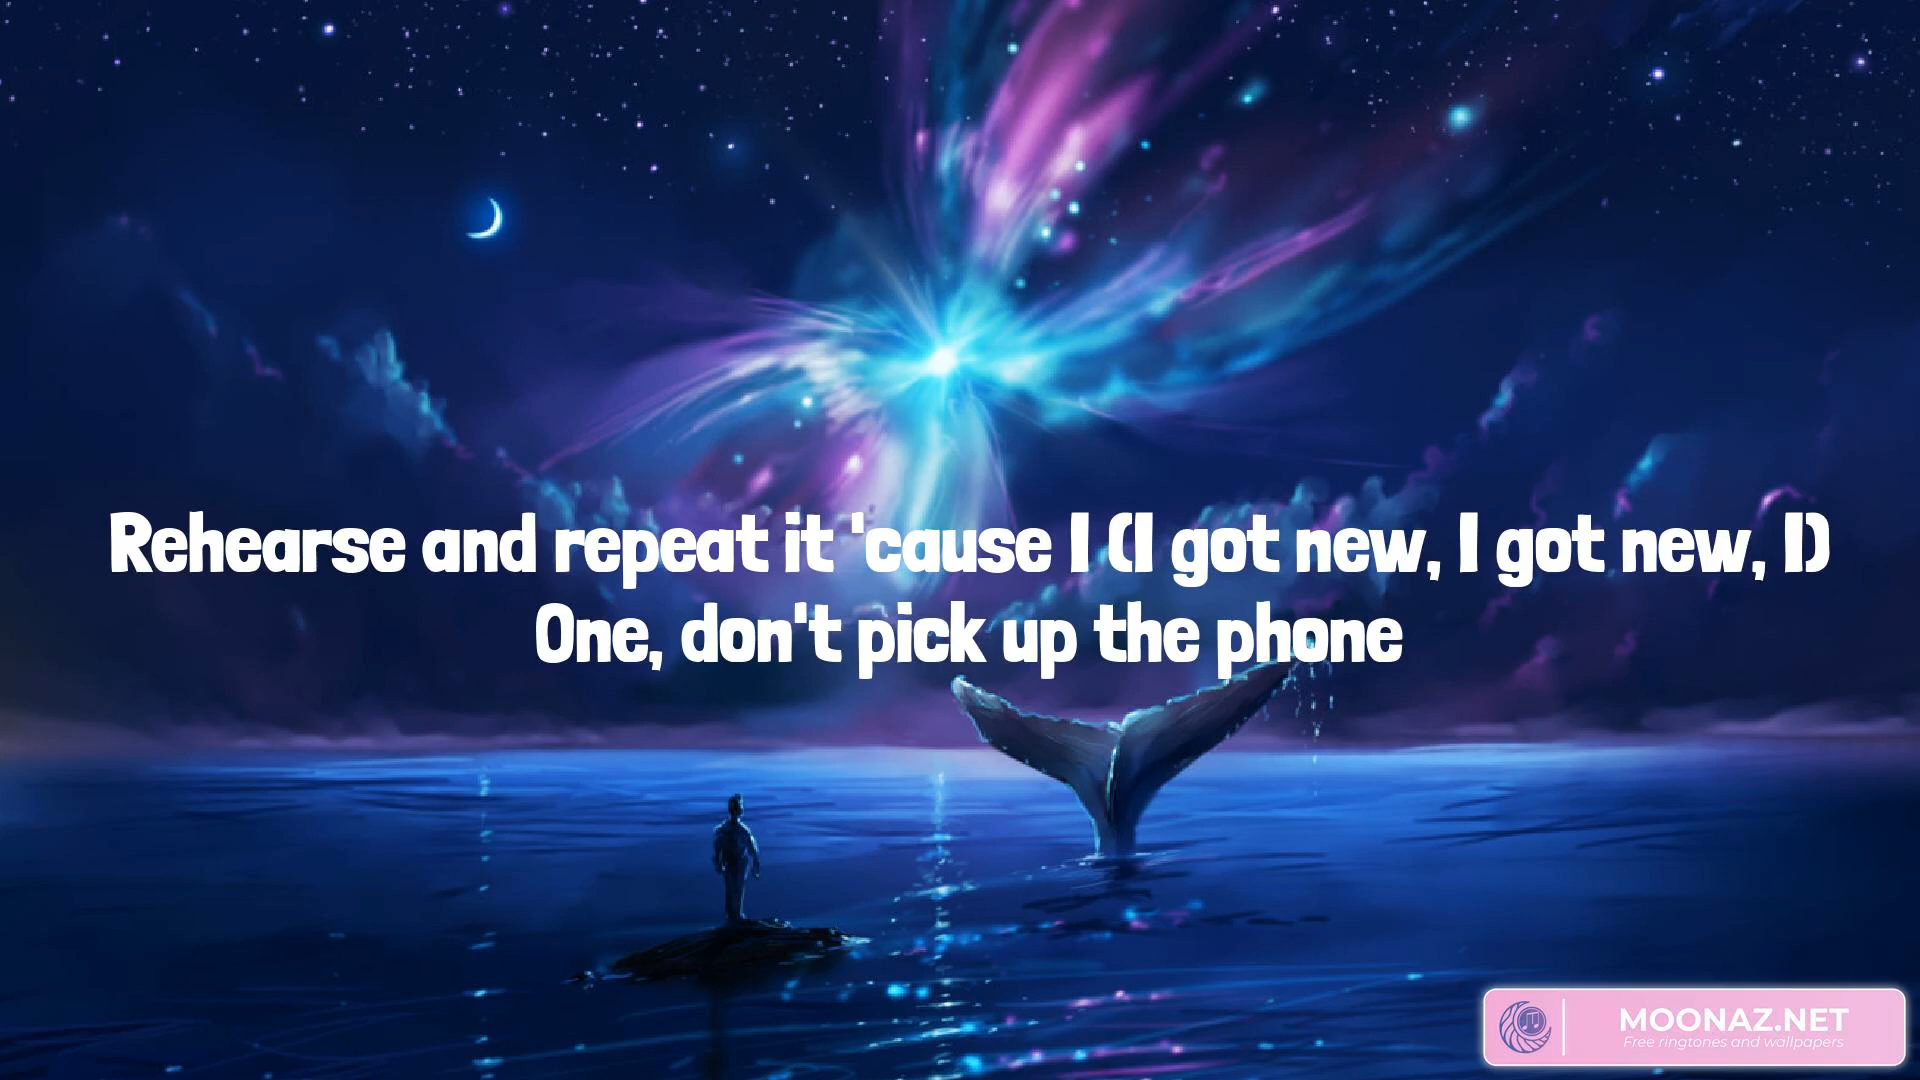 Rehearse and repeat it 'cause I (I got new, I got new, I)
One, don't pick up the phone
MOONAZ.NET
Free ringtones and wallpapers